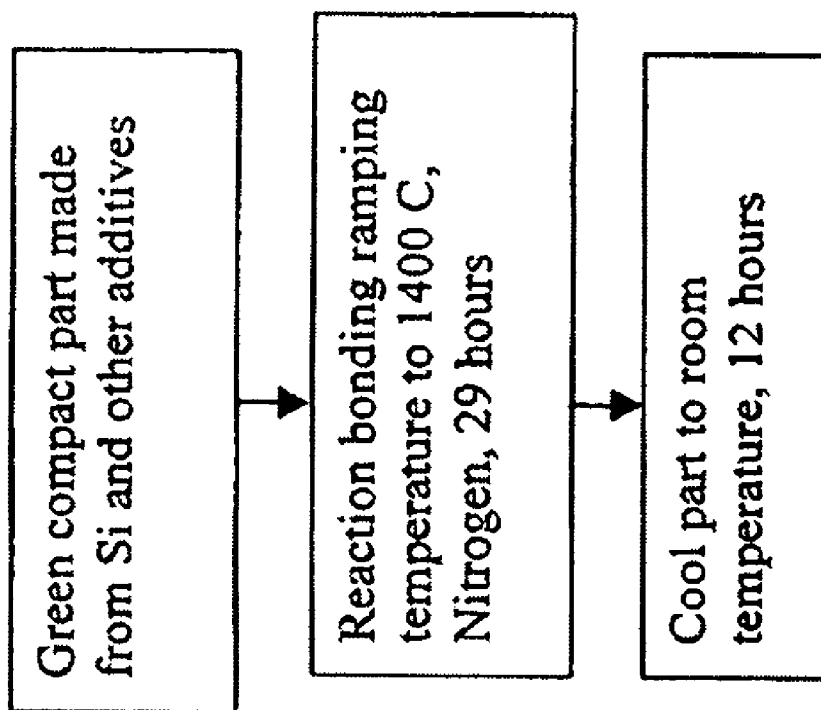 Green compact part made
from Si and other additives
Reaction bonding ramping
temperature to 1400 C,
Nitrogen, 29 hours
Cool part to room
temperature, 12 hours